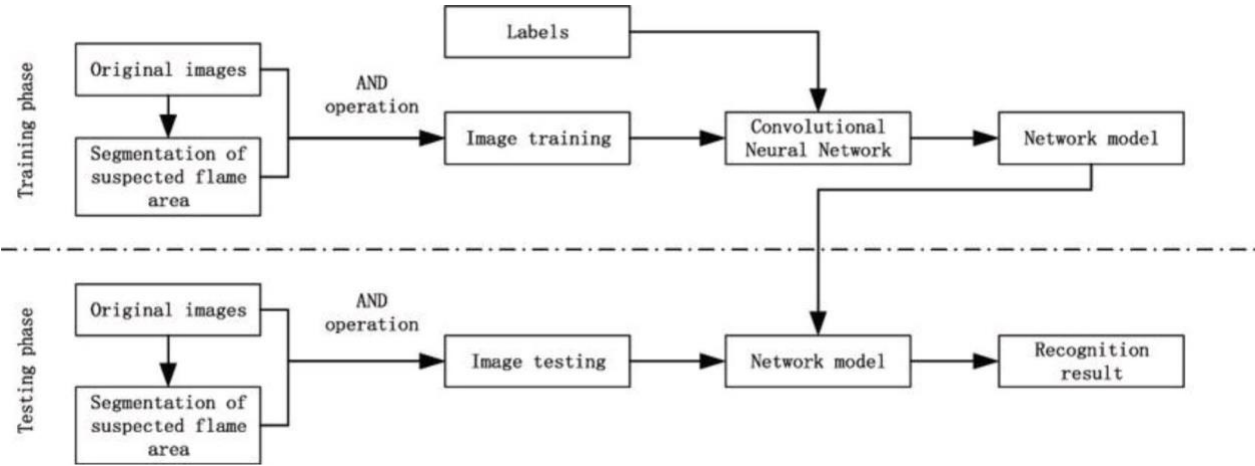 Training phase
Original images
Segmentation of
suspected flame
area
AND
operation
Labels
Image training
Convolutional
Neural Network
Network model
Testing phase
Original images
Segmentation of
suspected flame
area
AND
operation
Image testing
Network model
Recognition
result